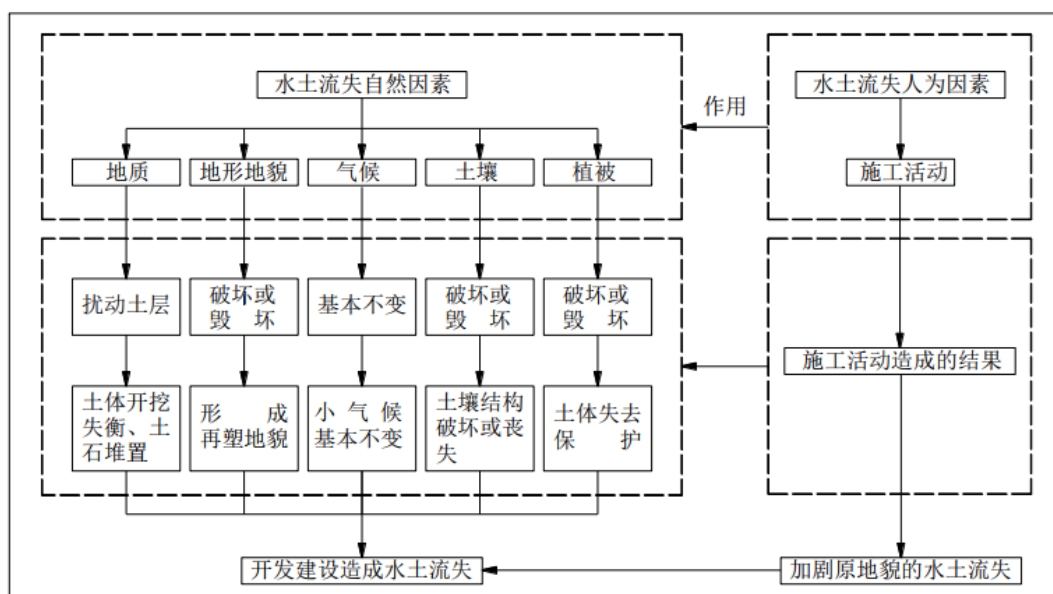 水土流失自然因素
水土流失人为因素
作用
地质
地形地貌
气候
土壤
植被
施工活动
扰动土层
破坏或
毁坏
基本不变
破坏或
毁坏
破坏或
毁坏
施工活动造成的结果
土体开挖
失衡、土
石堆置
形成
再塑地貌
小气候
基本不变
土壤结构
破坏或丧
失
土体失去
保护
开发建设造成水土流失
加剧原地貌的水土流失